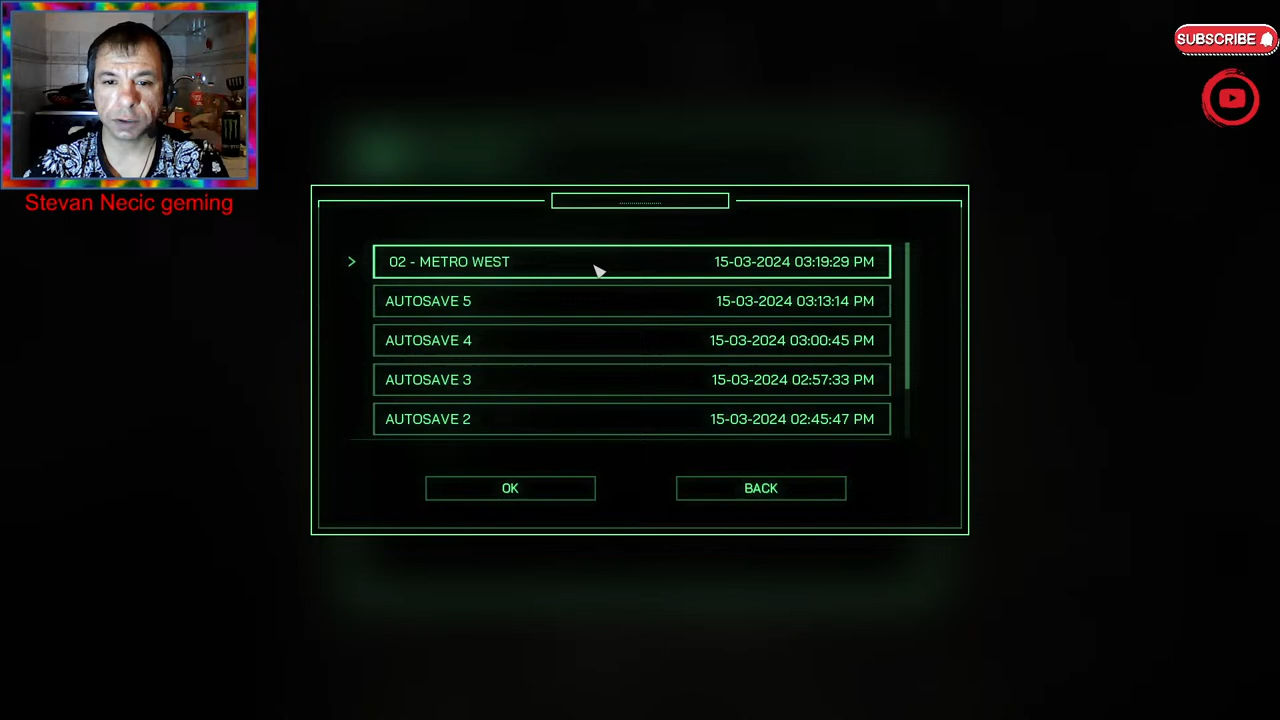 SUBSCRIBE
Stevan Necic geming
02 - METRO WEST 15-03-2024 03:19:29 PM
AUTOSAVE 5 15-03-2024 03:13:14 PM
AUTOSAVE 4 15-03-2024 03:00:45 PM
AUTOSAVE 3 15-03-2024 02:57:33 PM
AUTOSAVE 2 15-03-2024 02:45:47 PM
OK BACK